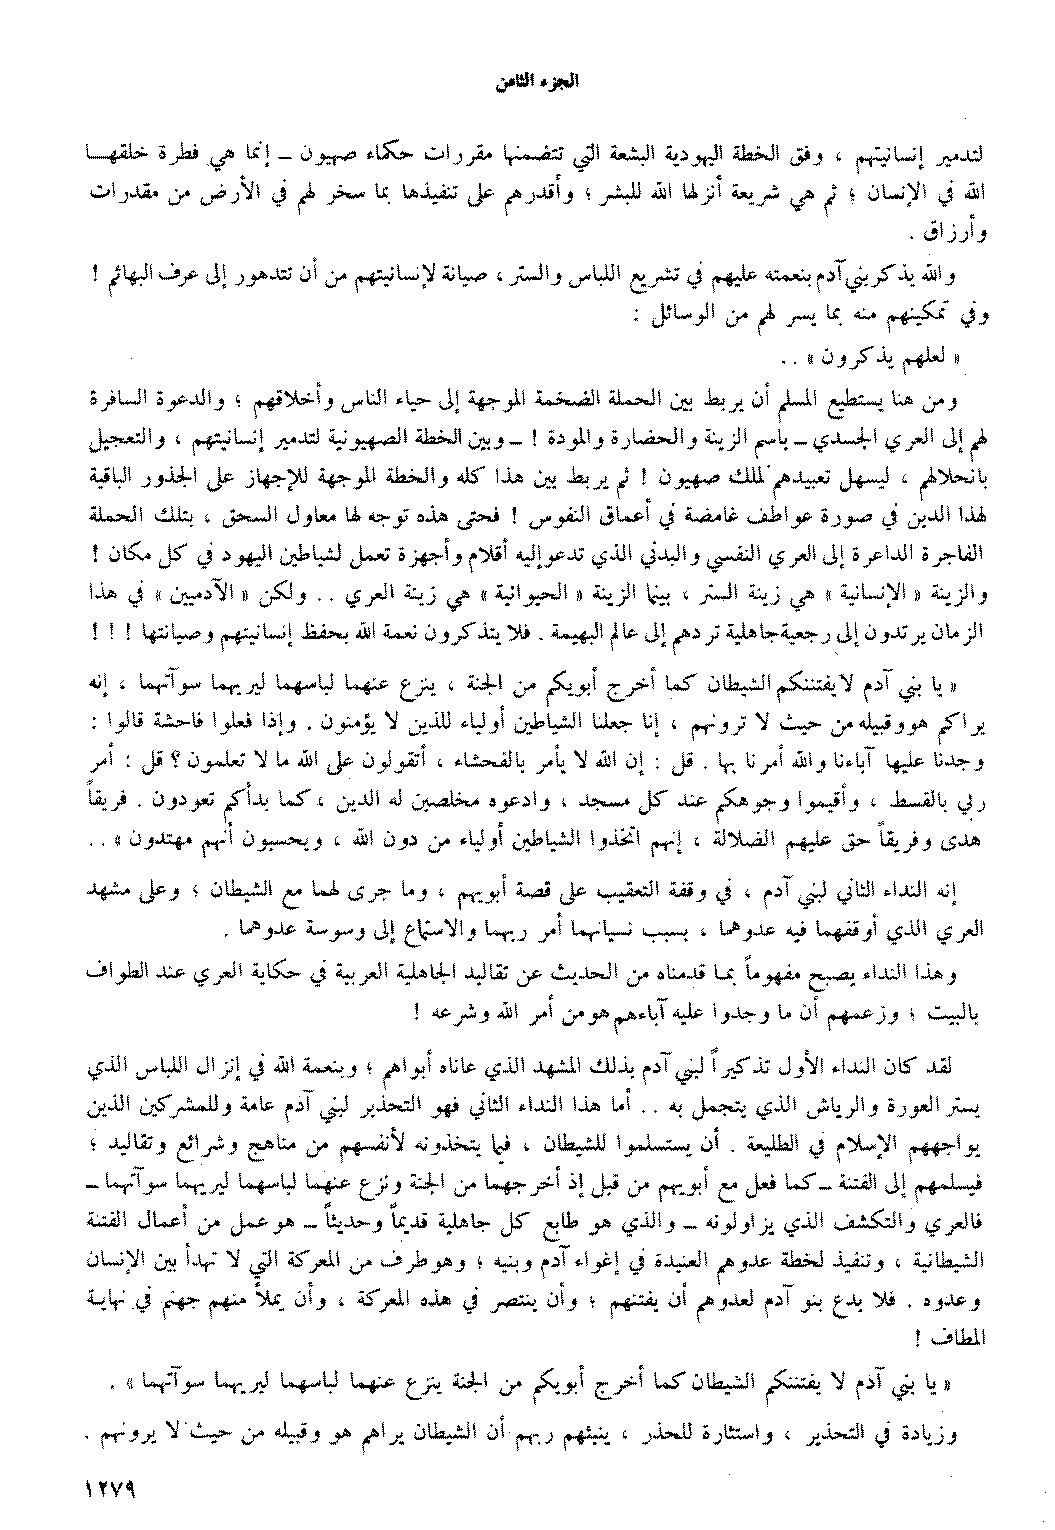 الجزء الثامن
لتدمير إنسانيتهم ، وفق الخطة اليهودية البشعة التي تتضمنها مقررات حكماء صهيون – إنما هي فطرة خلقهـا
الله في الإنسان ؛ ثم هي شريعة أنزلها الله للبشر ؛ وأقدرهم على تنفيذها بما سخر لهم في الأرض من مقدرات
وأرزاق .
والله يذكر بني آدم بنعمته عليهم في تشريع اللباس والستر ، صيانة لإنسانيتهم من أن تتدهور إلى عرف البهائم !
وفي تمكينهم منه بما يسر لهم من الوسائل :
« لعلهم يذكرون » ..
ومن هنا يستطيع المسلم أن يربط بين الحملة الضخمة الموجهة إلى حياء الناس وأخلاقهم ؛ والدعوة السافرة
لهم إلى العري الجسدي – باسم الزينة والحضارة والمودة ! – وبين الخطة الصهيونية لتدمير إنسانيتهم ، والتعجيل
بانحلالهم ، ليسهل تعبيدهم لملك صهيون ! ثم يربط بين هذا كله والخطة الموجهة للإجهاز على الجذور الباقية
لهذا الدين في صورة عواطف غامضة في أعماق النفوس ! فحتى هذه توجه لها معاول السحق ، بتلك الحملة
الفاجرة الداعرة إلى العري النفسي والبدني الذي تدعو إليه أقلام وأجهزة تعمل لشياطين اليهود في كل مكان !
والزينة « الإنسانية » هي زينة الستر ، بينما الزينة « الحيوانية » هي زينة العري .. ولكن « الآدميين » في هذا
الزمان يرتدون إلى رجعية جاهلية تردهم إلى عالم البهيمة . فلا يتذكرون نعمة الله بحفظ إنسانيتهم وصيانتها ! ! !
« يا بني آدم لا يفتننكم الشيطان كما أخرج أبويكم من الجنة ، ينزع عنهما لباسهما ليريهما سوآتهما ، إنه
يراكم هو وقبيله من حيث لا ترونهم ، إنا جعلنا الشياطين أولياء للذين لا يؤمنون . وإذا فعلوا فاحشة قالوا :
وجدنا عليها آباءنا والله أمرنا بها . قل : إن الله لا يأمر بالفحشاء ، أتقولون على الله ما لا تعلمون ؟ قل : أمر
ربي بالقسط ، وأقيموا وجوهكم عند كل مسجد ، وادعوه مخلصين له الدين ، كما بدأكم تعودون . فريقاً
هدى وفريقاً حق عليهم الضلالة ، إنهم اتخذوا الشياطين أولياء من دون الله ، ويحسبون أنهم مهتدون » ..
إنه النداء الثاني لبني آدم ، في وقفة التعقيب على قصة أبويهم ، وما جرى لهما مع الشيطان ؛ وعلى مشهد
العري الذي أوقفهما فيه عدوهما ، بسبب نسيانهما أمر ربهما والاستماع إلى وسوسة عدوهما .
وهذا النداء يصبح مفهوماً بما قدمناه من الحديث عن تقاليد الجاهلية العربية في حكاية العري عند الطواف
بالبيت ؛ وزعمهم أن ما وجدوا عليه آباءهم هو من أمر الله وشرعه !
لقد كان النداء الأول تذكيراً لبني آدم بذلك المشهد الذي عاناه أبواهم ؛ وبنعمة الله في إنزال اللباس الذي
يستر العورة والرياش الذي يتجمل به .. أما هذا النداء الثاني فهو التحذير لبني آدم عامة وللمشركين الذين
يواجههم الإسلام في الطليعة . أن يستسلموا للشيطان ، فيما يتخذونه لأنفسهم من مناهج وشرائع وتقاليد ؛
فيسلمهم إلى الفتنة – كما فعل مع أبويهم من قبل إذ أخرجهما من الجنة ونزع عنهما لباسهما ليريهما سوآتهما –
فالعري والتكشف الذي يزاولونه – والذي هو طابع كل جاهلية قديماً وحديثاً – هو عمل من أعمال الفتنة
الشيطانية ، وتنفيذ لخطة عدوهم العنيدة في إغواء آدم وبنيه ؛ وهو طرف من المعركة التي لا تهدأ بين الإنسان
وعدوه . فلا يدع بنو آدم لعدوهم أن يفتنهم ؛ وأن ينتصر في هذه المعركة ، وأن يملأ منهم جهنم في نهايـة
المطاف !
« يا بني آدم لا يفتننكم الشيطان كما أخرج أبويكم من الجنة ينزع عنهما لباسهما ليريهما سوآتهما » .
وزيادة في التحذير ، واستثارة للحذر ، ينبئهم ربهم أن الشيطان يراهم هو وقبيله من حيث لا يرونهم .
١٢٧٩